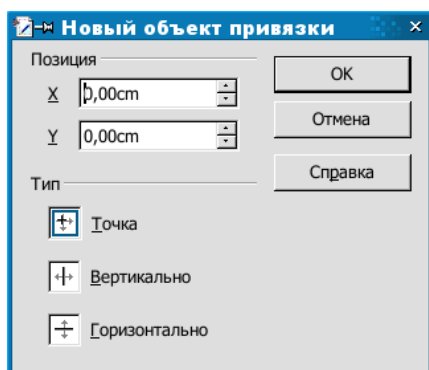 Новый объект привязки
Позиция
X 0,00cm
Y 0,00cm
OK
Отмена
Справка
Тип
Точка
Вертикально
Горизонтально